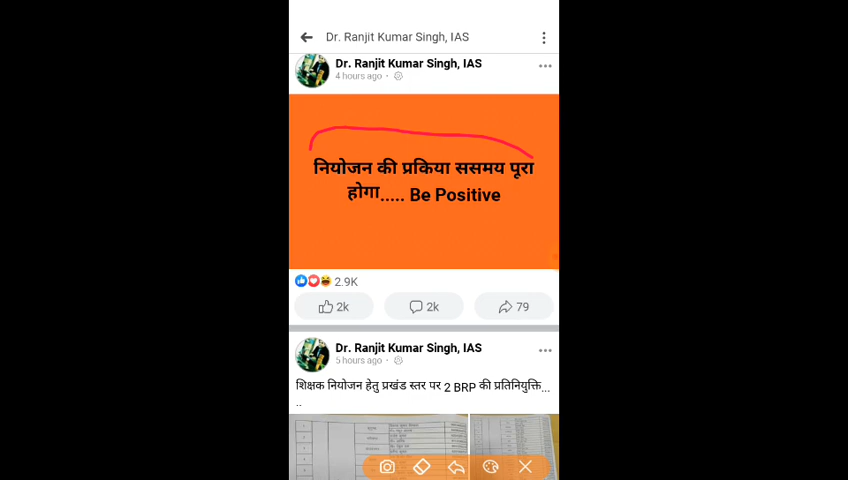 Dr. Ranjit Kumar Singh, IAS
Dr. Ranjit Kumar Singh, IAS
4 hours ago
नियोजन की प्रकिया ससमय पूरा
होगा..... Be Positive
2.9K
2k
2k
79
Dr. Ranjit Kumar Singh, IAS
5 hours ago
शिक्षक नियोजन हेतु प्रखंड स्तर पर 2 BRP की प्रतिनियुक्ति...
..